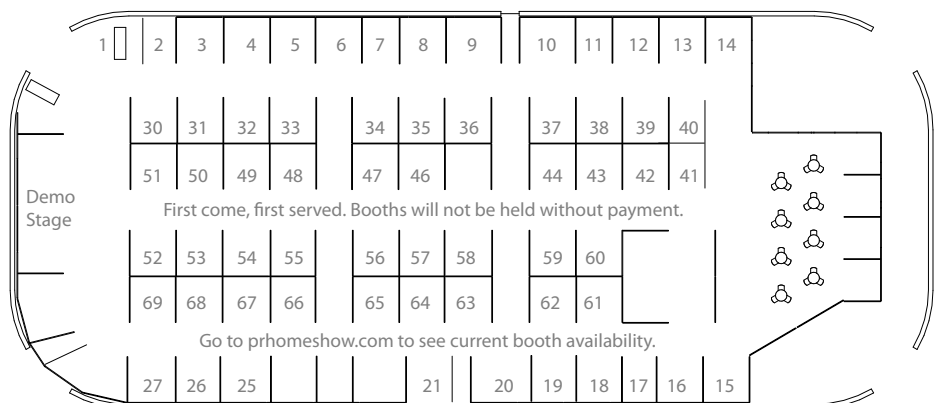 1 2 3 4 5 6 7 8 9 10 11 12 13 14
30 31 32 33 34 35 36 37 38 39 40
51 50 49 48 47 46 44 43 42 41
Demo
Stage
First come, first served. Booths will not be held without payment.
52 53 54 55 56 57 58 59 60
69 68 67 66 65 64 63 62 61
Go to prhomeshow.com to see current booth availability.
27 26 25 21 20 19 18 17 16 15